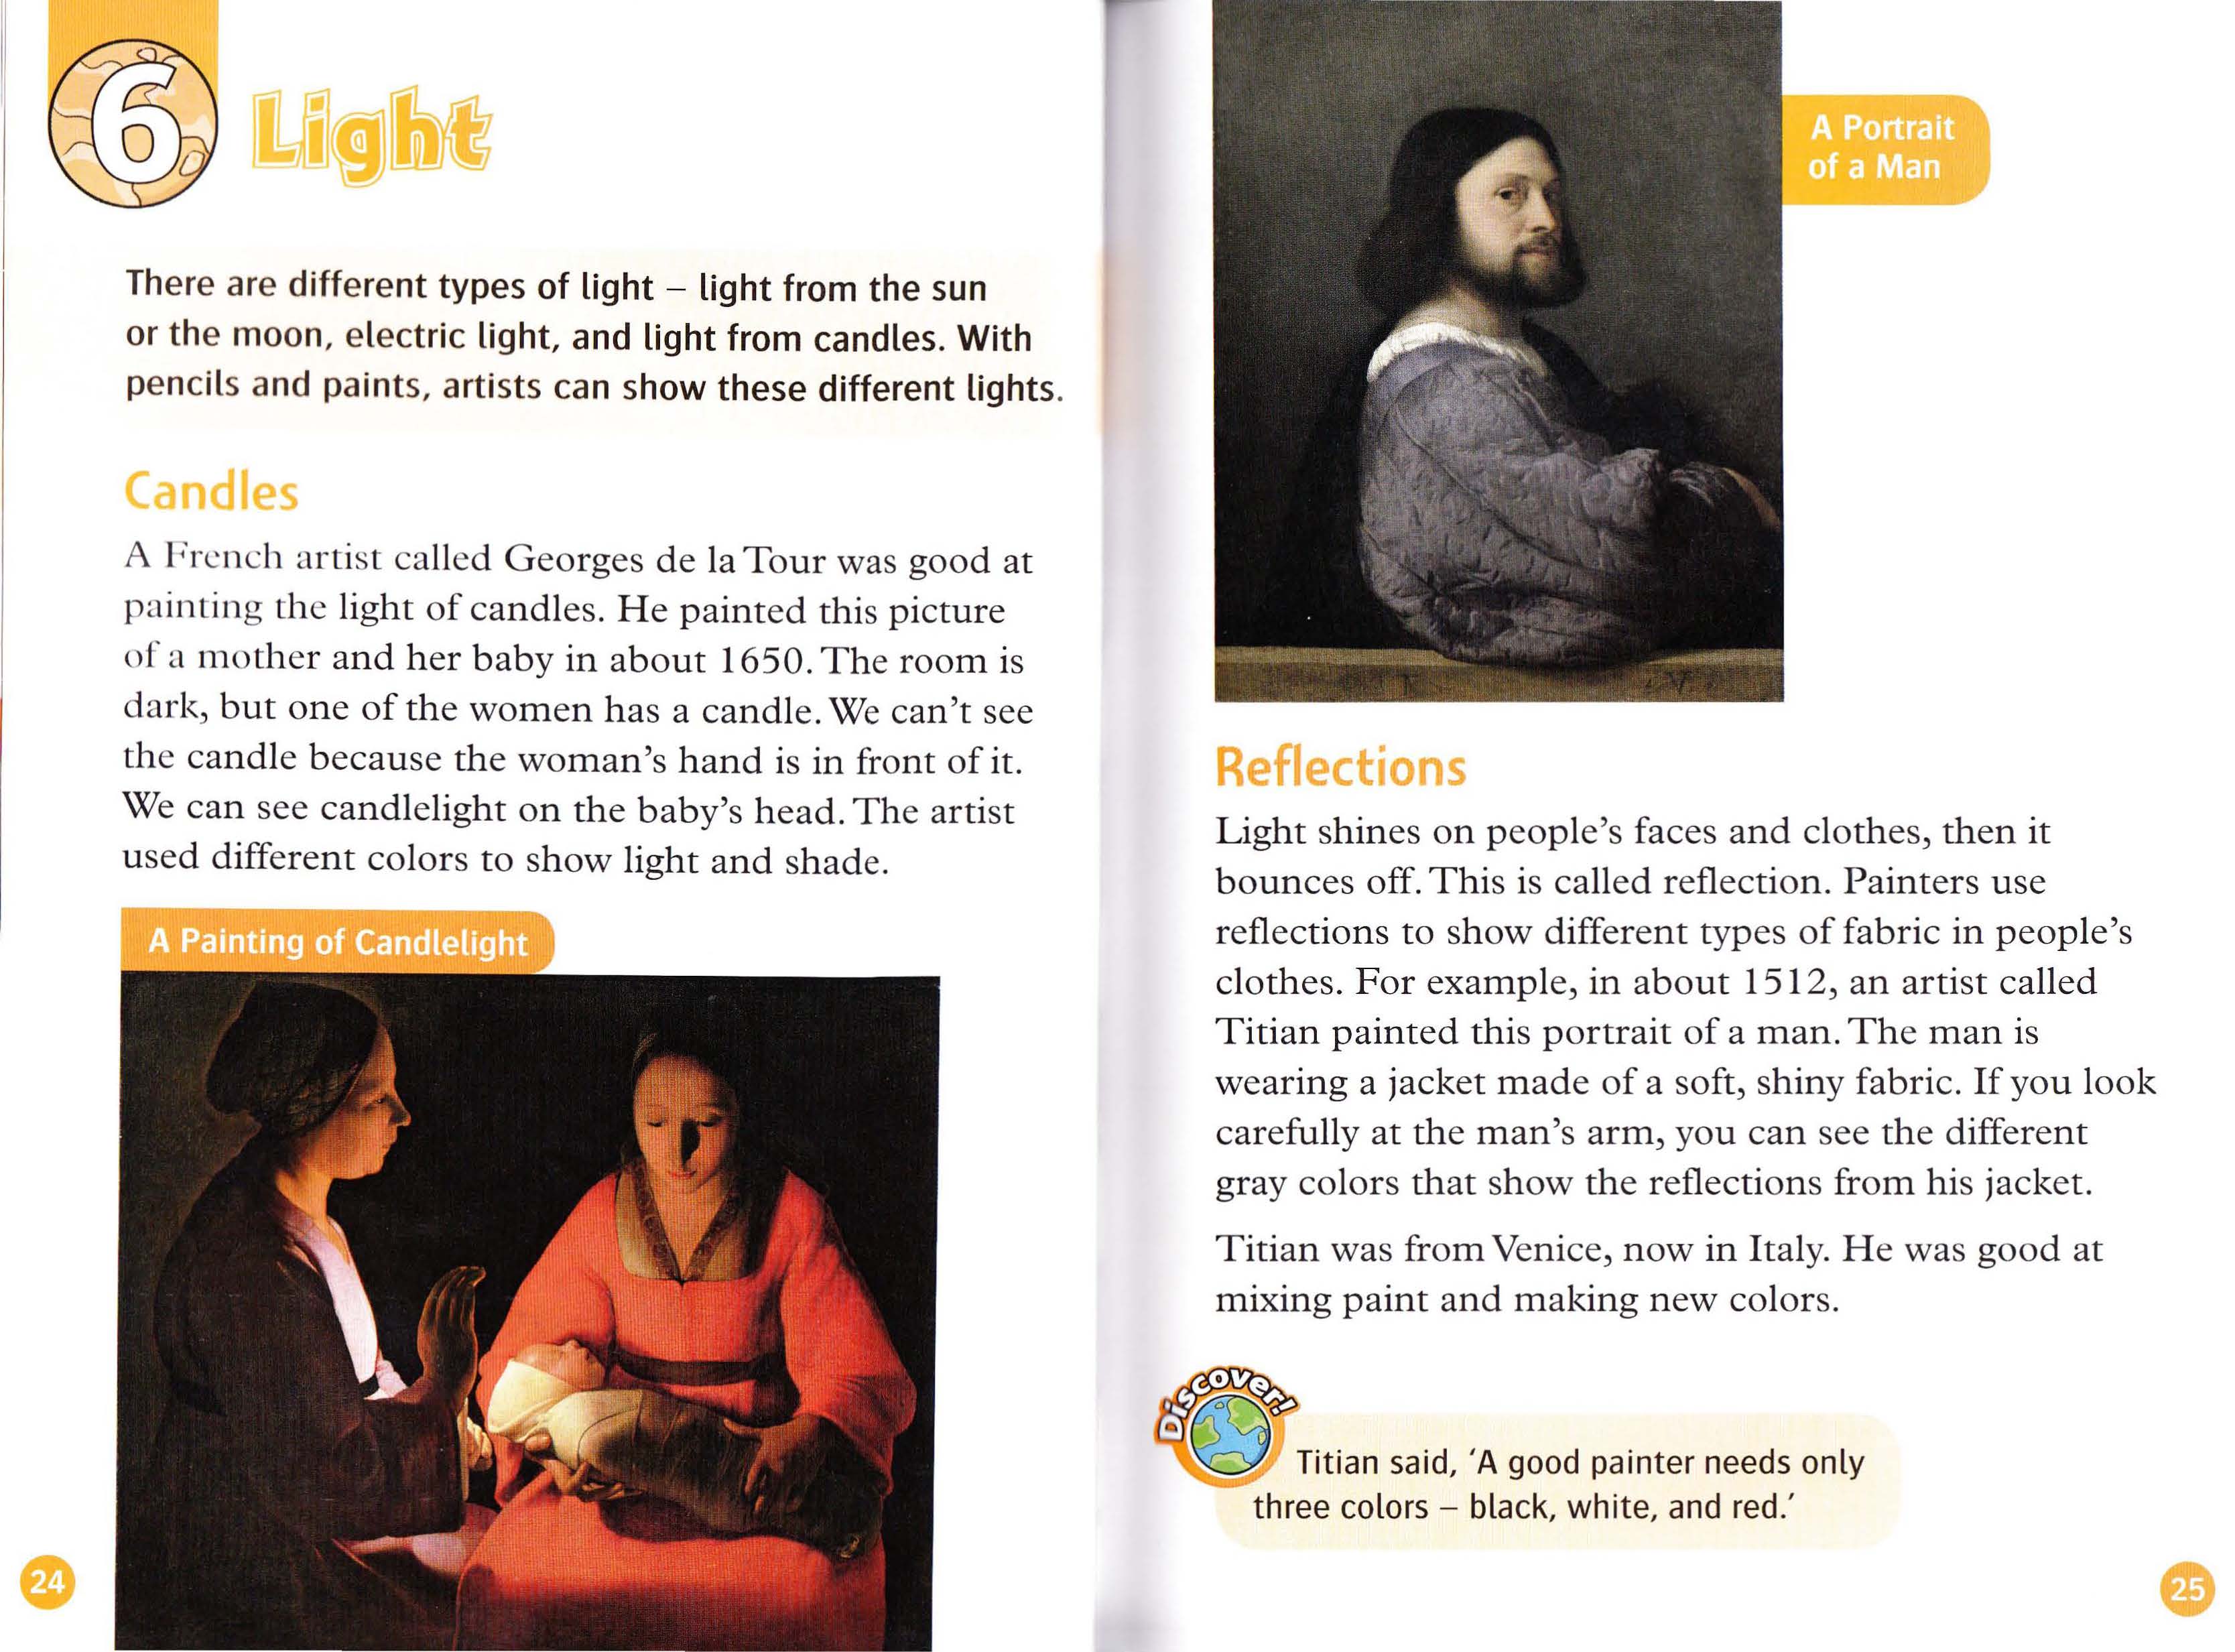 6
Light
There are different types of light – light from the sun
or the moon, electric light, and light from candles. With
pencils and paints, artists can show these different lights.
Candles
A French artist called Georges de la Tour was good at
painting the light of candles. He painted this picture
of a mother and her baby in about 1650. The room is
dark, but one of the women has a candle. We can't see
the candle because the woman's hand is in front of it.
We can see candlelight on the baby's head. The artist
used different colors to show light and shade.
A Painting of Candlelight
24
A Portrait
of a Man
Reflections
Light shines on people's faces and clothes, then it
bounces off. This is called reflection. Painters use
reflections to show different types of fabric in people's
clothes. For example, in about 1512, an artist called
Titian painted this portrait of a man. The man is
wearing a jacket made of a soft, shiny fabric. If you look
carefully at the man's arm, you can see the different
gray colors that show the reflections from his jacket.
Titian was from Venice, now in Italy. He was good at
mixing paint and making new colors.
Discover!
Titian said, 'A good painter needs only
three colors – black, white, and red.'
25